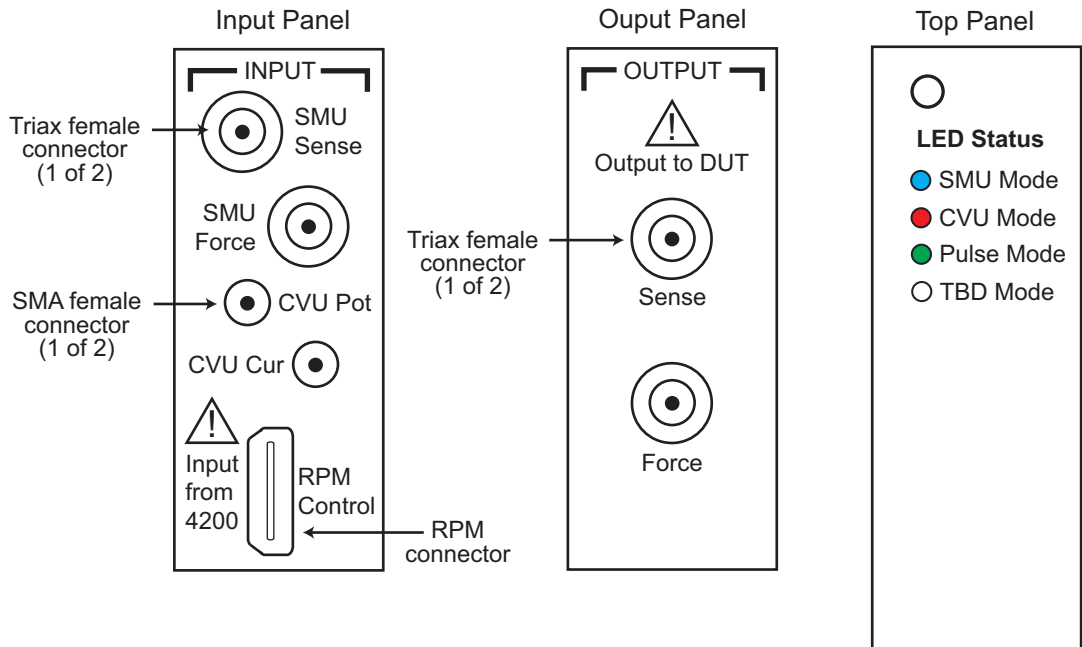 Input Panel
INPUT
Triax female
connector
(1 of 2)
SMU
Sense
SMU
Force
SMA female
connector
(1 of 2)
CVU Pot
CVU Cur
!
Input
from
4200
RPM
Control
RPM
connector
Ouput Panel
OUTPUT
!
Output to DUT
Triax female
connector
(1 of 2)
Sense
Force
Top Panel
LED Status
SMU Mode
CVU Mode
Pulse Mode
TBD Mode